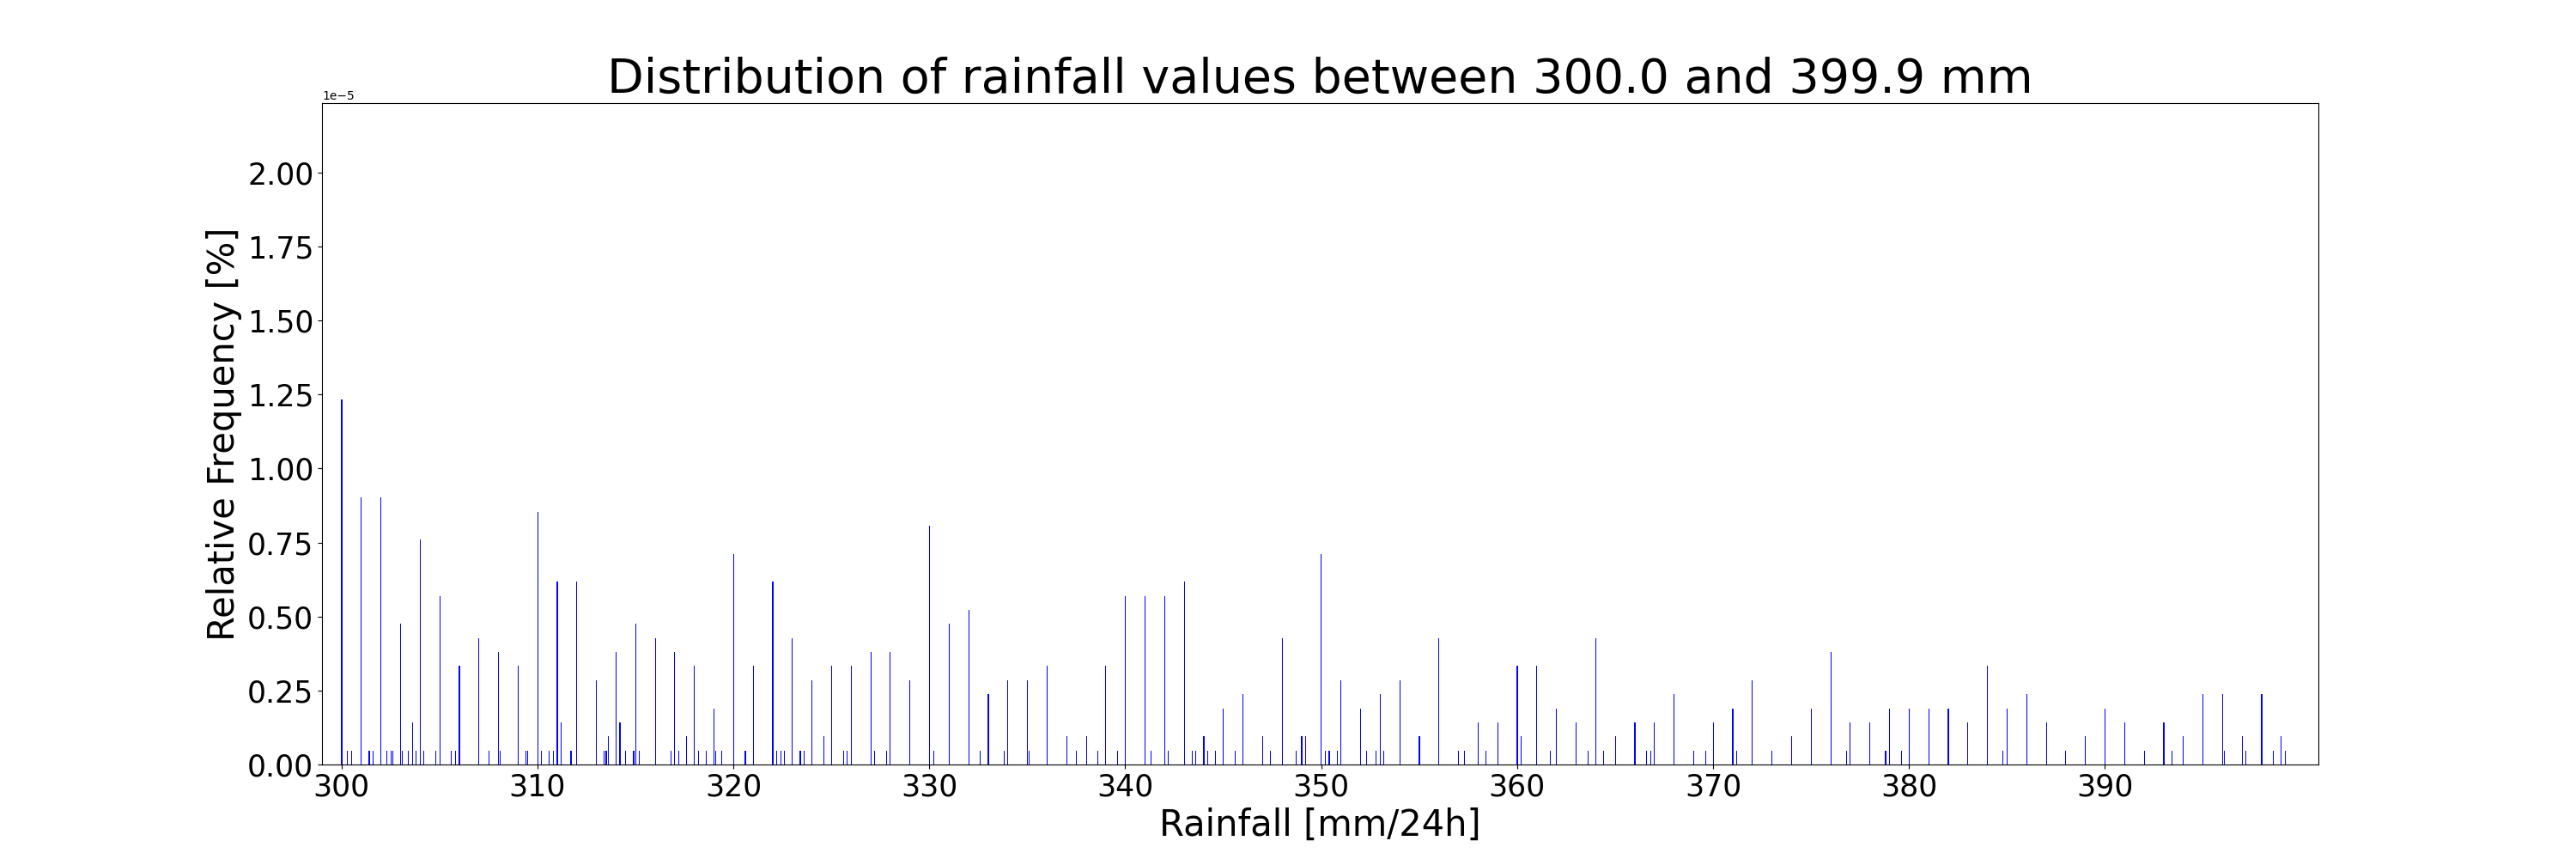 Distribution of rainfall values between 300.0 and 399.9 mm
1e−5
2.00
1.75
1.50
1.25
1.00
0.75
0.50
0.25
0.00
Relative Frequency [%]
300 310 320 330 340 350 360 370 380 390
Rainfall [mm/24h]